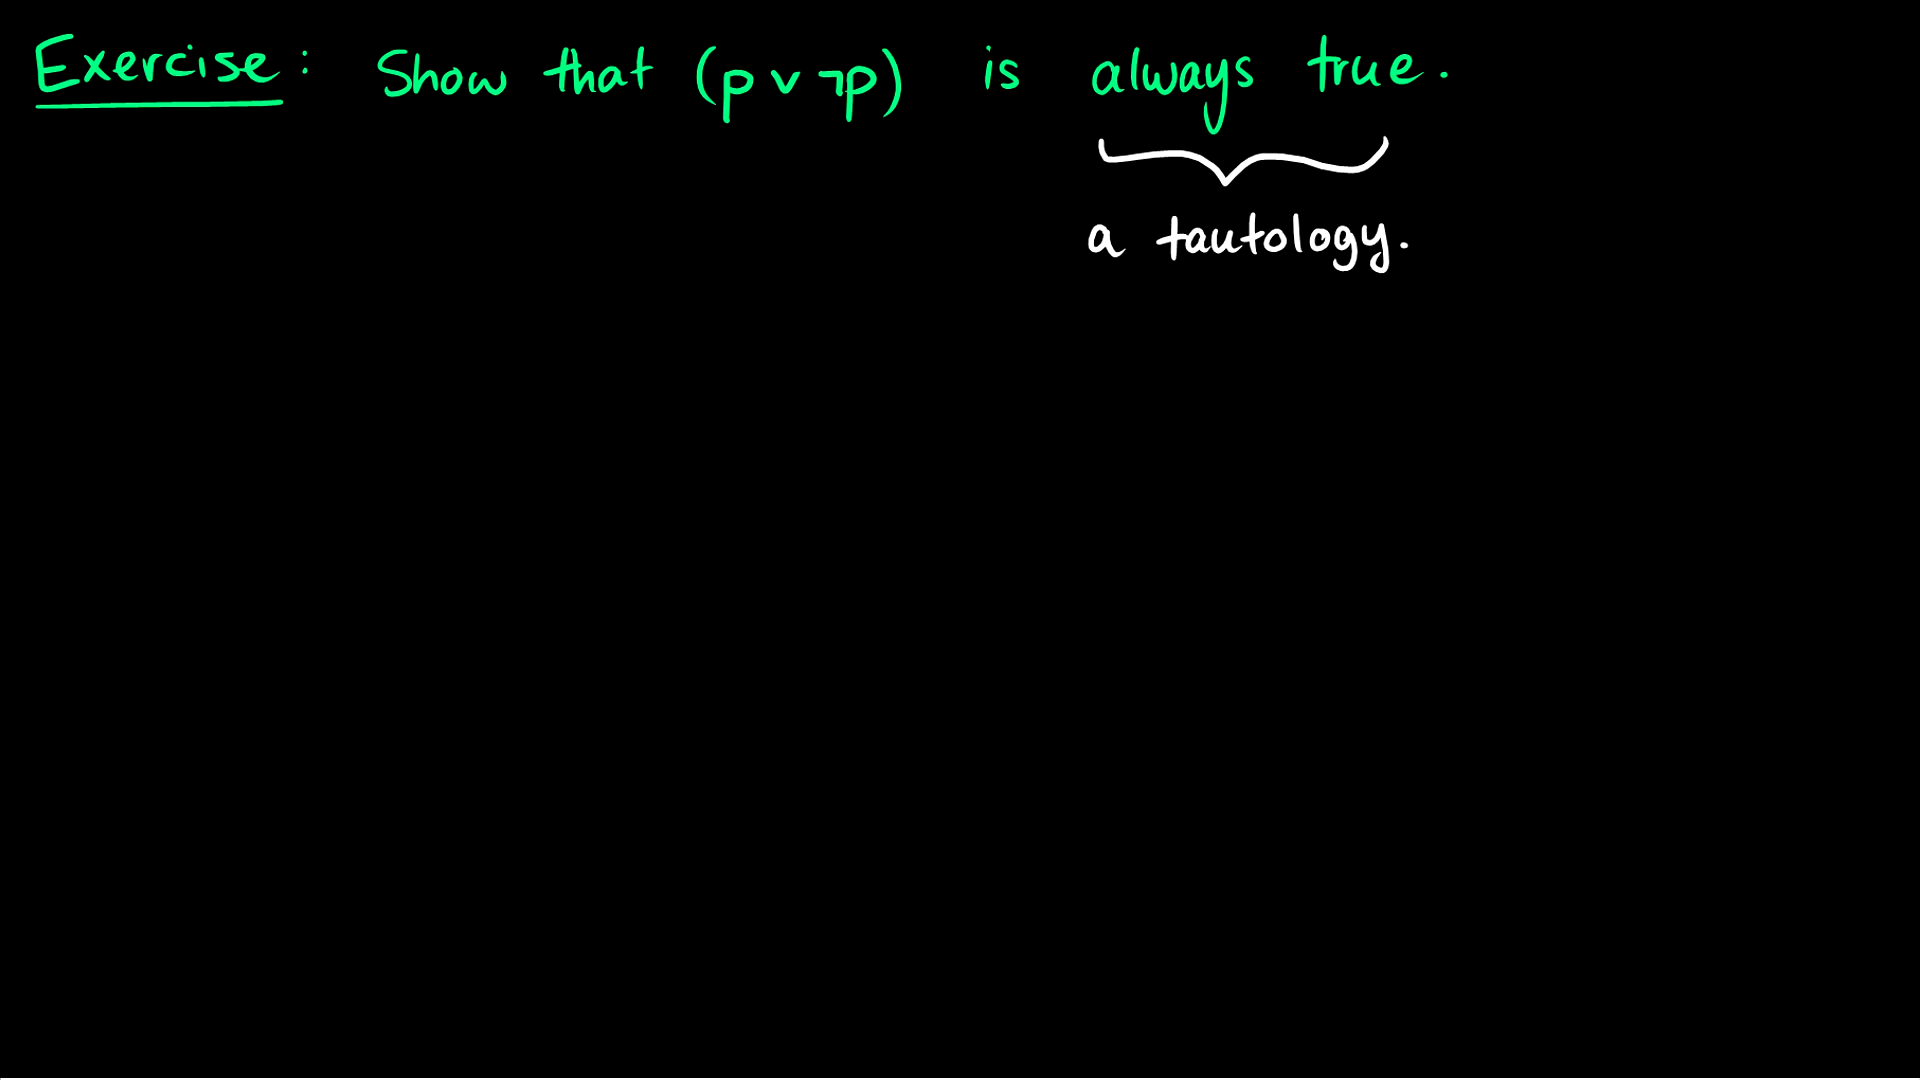 Exercise: Show that (p ∨ ¬p) is always true.
a tautology.